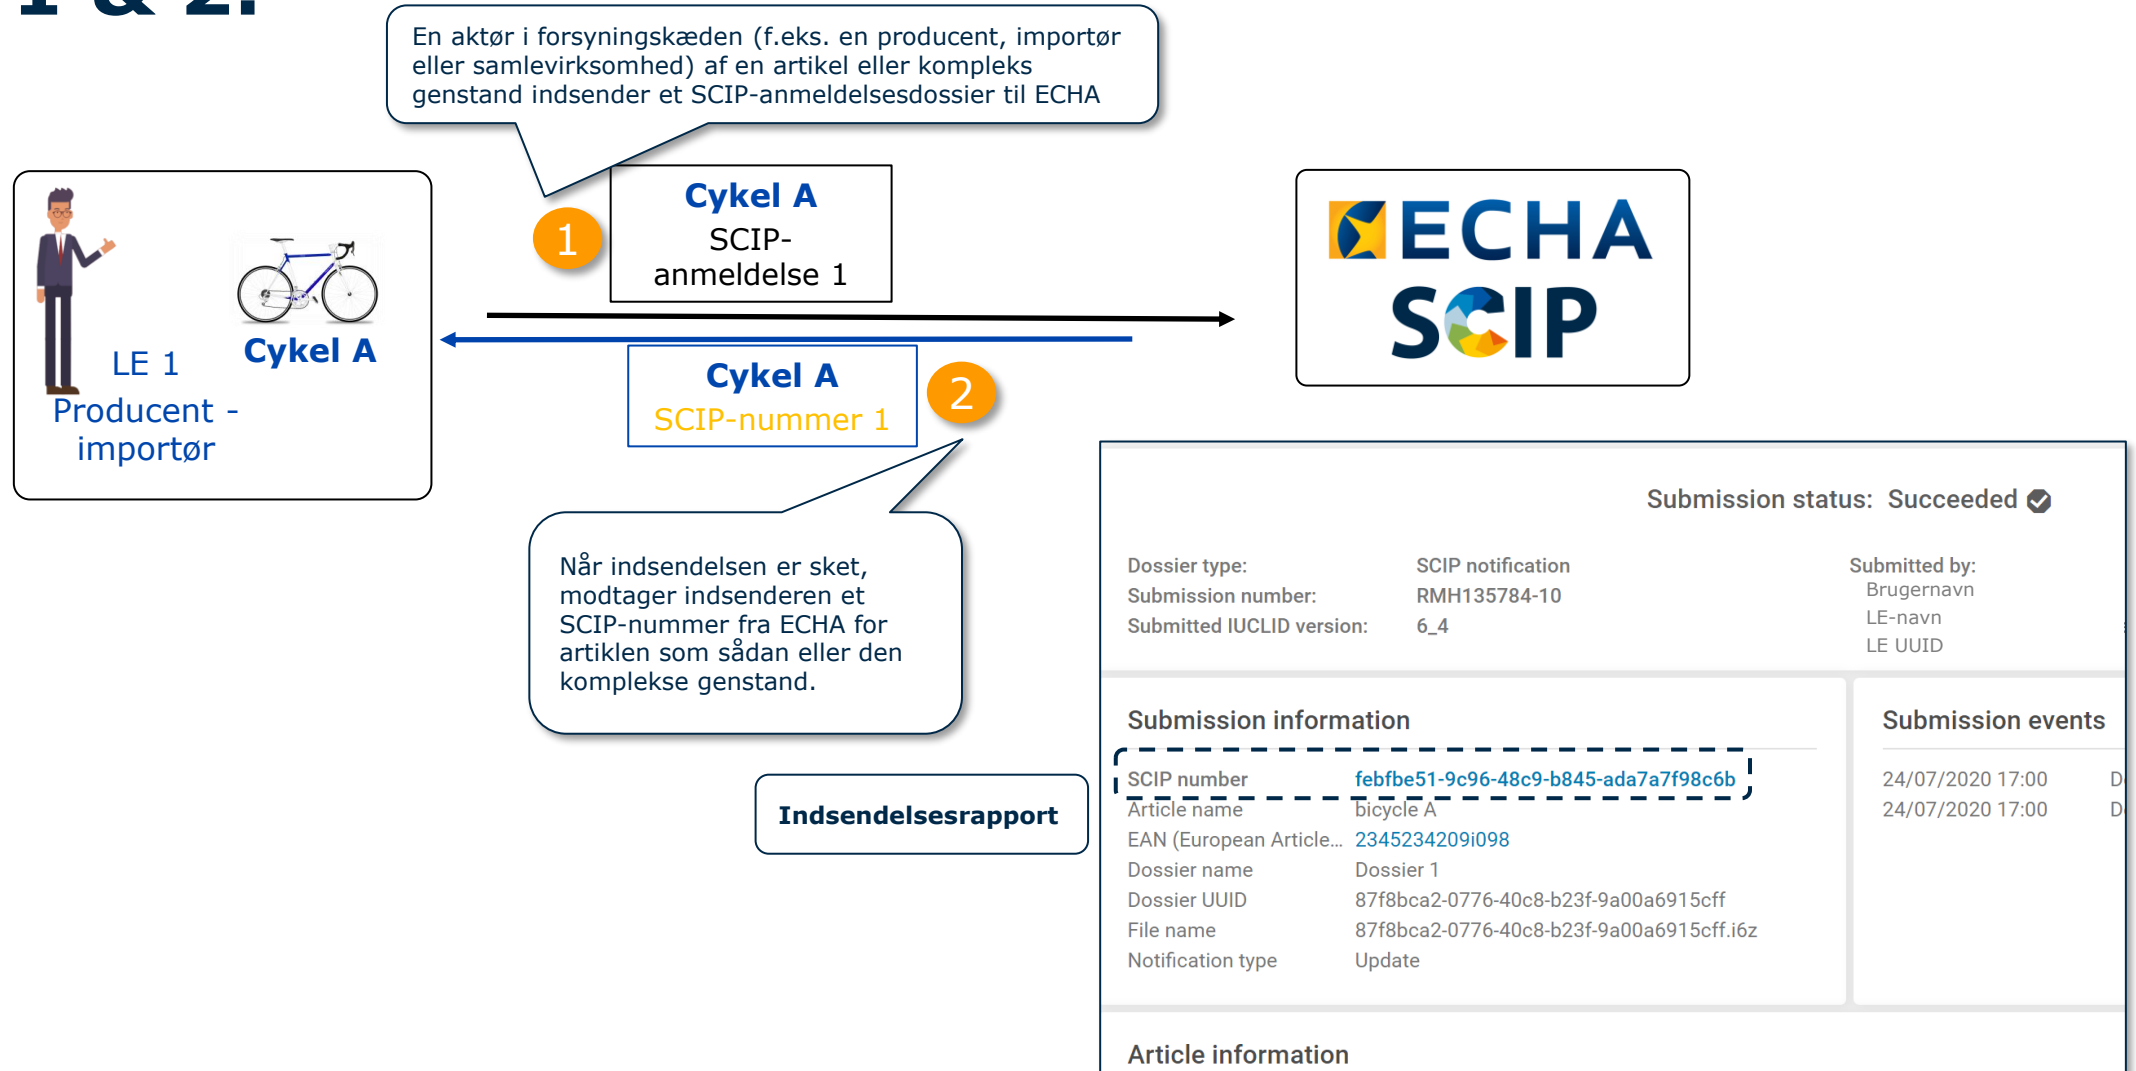 1 & 2.
En aktør i forsyningskæden (f.eks. en producent, importør
eller samlevirksomhed) af en artikel eller kompleks
genstand indsender et SCIP-anmeldelsesdossier til ECHA
1
Cykel A
SCIP-
anmeldelse 1
LE 1
Producent -
importør
Cykel A
ECHA
SCIP
Cykel A
SCIP-nummer 1
2
Når indsendelsen er sket,
modtager indsenderen et
SCIP-nummer fra ECHA for
artiklen som sådan eller den
komplekse genstand.
Indsendelsesrapport
Submission status: Succeeded
Dossier type: SCIP notification
Submission number: RMH135784-10
Submitted IUCLID version: 6_4
Submitted by:
Brugernavn
LE-navn
LE UUID
Submission information
SCIP number febfbe51-9c96-48c9-b845-ada7a7f98c6b
Article name bicycle A
EAN (European Article... 2345234209i098
Dossier name Dossier 1
Dossier UUID 87f8bca2-0776-40c8-b23f-9a00a6915cff
File name 87f8bca2-0776-40c8-b23f-9a00a6915cff.i6z
Notification type Update
Submission events
24/07/2020 17:00
24/07/2020 17:00
Article information